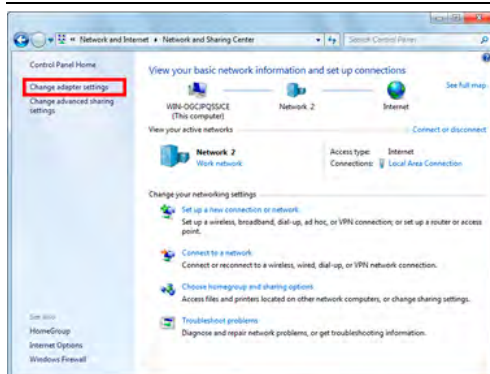 « Network and Internet ▸ Network and Sharing Center
Search Control Panel
Control Panel Home
Change adapter settings
Change advanced sharing
settings
View your basic network information and set up connections
See full map
(This computer)
Network 2
Internet
View your active networks
Connect or disconnect
Network 2
Work network
Access type: Internet
Connections: Local Area Connection
Change your networking settings
Set up a new connection or network
Set up a wireless, broadband, dial-up, ad hoc, or VPN connection; or set up a router or access
point.
Connect to a network
Connect or reconnect to a wireless, wired, dial-up, or VPN network connection.
Choose homegroup and sharing options
Access files and printers located on other network computers, or change sharing settings.
Troubleshoot problems
Diagnose and repair network problems, or get troubleshooting information.
See also
HomeGroup
Internet Options
Windows Firewall